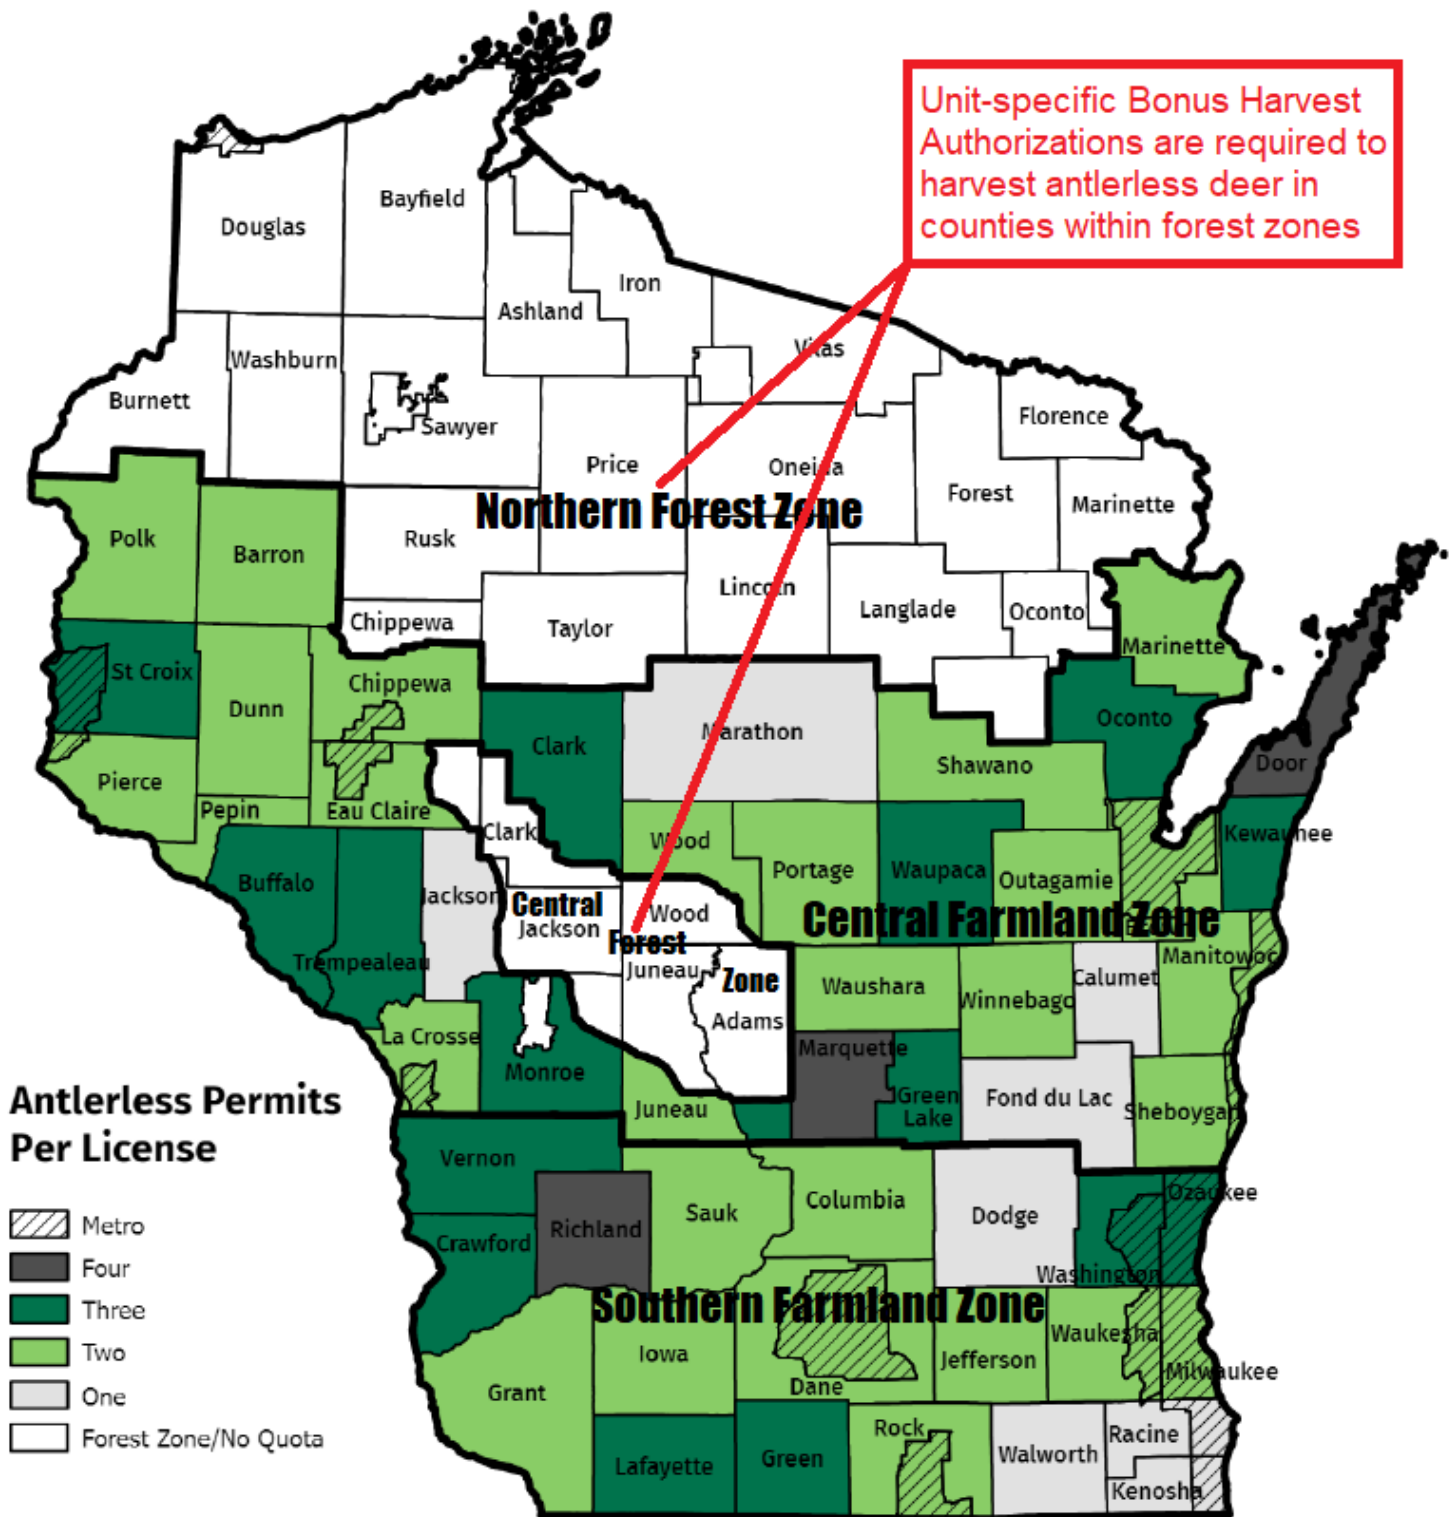 Unit-specific Bonus Harvest
Authorizations are required to
harvest antlerless deer in
counties within forest zones
Bayfield
Douglas
Iron
Ashland
Vilas
Washburn
Burnett
Sawyer
Florence
Price
Oneida
Forest
Marinette
Northern Forest Zone
Polk
Barron
Rusk
Lincoln
Langlade
Oconto
Chippewa
Taylor
Marinette
St Croix
Chippewa
Dunn
Oconto
Clark
Marathon
Shawano
Door
Pierce
Pepin
Eau Claire
Clark
Wood
Kewaunee
Buffalo
Portage
Waupaca
Outagamie
Jackson
Central
Wood
Central Farmland Zone
Jackson
Forest
Trempealeau
Juneau
Zone
Manitowoc
Calumet
Waushara
Winnebago
Adams
La Crosse
Marquette
Monroe
Green
Lake
Fond du Lac
Juneau
Sheboygan
Antlerless Permits
Per License
Vernon
Ozaukee
Columbia
Sauk
Dodge
Richland
Crawford
Washington
Southern Farmland Zone
Waukesha
Iowa
Jefferson
Milwaukee
Dane
Grant
Rock
Racine
Walworth
Green
Lafayette
Kenosha
Metro
Four
Three
Two
One
Forest Zone/No Quota